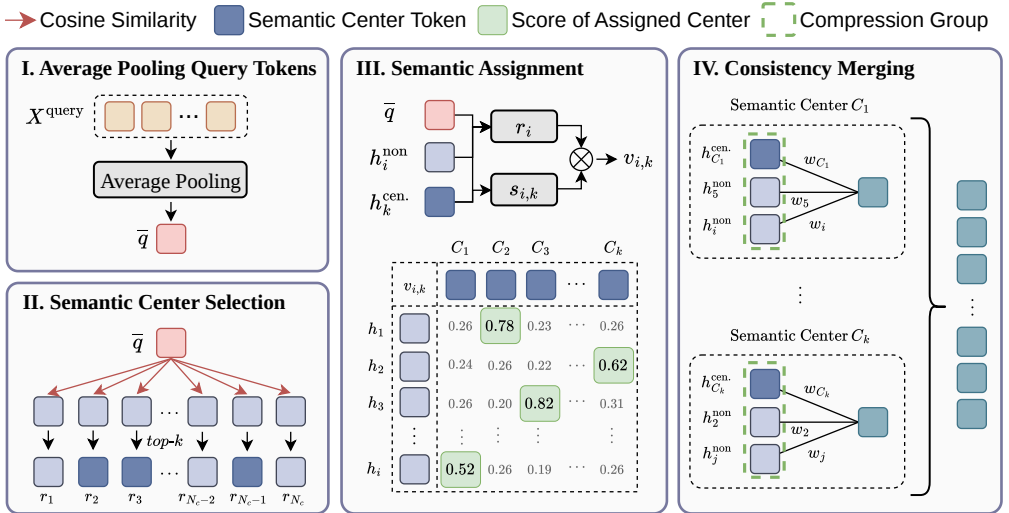 Cosine Similarity Semantic Center Token Score of Assigned Center Compression Group
I. Average Pooling Query Tokens
X^query
...
Average Pooling
q̅
II. Semantic Center Selection
q̅
...
top-k
...
r_1 r_2 r_3 r_{N_c−2} r_{N_c−1} r_{N_c}
III. Semantic Assignment
q̅
h_i^non
h_k^cen.
r_i
s_{i,k}
⊗
v_{i,k}
C_1 C_2 C_3 C_k
v_{i,k} ...
h_1 0.26 0.78 0.23 ... 0.26
h_2 0.24 0.26 0.22 ... 0.62
h_3 0.26 0.20 0.82 ... 0.31
⋮ ⋮ ⋮ ⋮ ⋮
h_i 0.52 0.26 0.19 ... 0.26
IV. Consistency Merging
Semantic Center C_1
h_{C_1}^cen. w_{C_1}
h_5^non w_5
h_i^non w_i
⋮ ⋮
Semantic Center C_k
h_{C_k}^cen. w_{C_k}
h_2^non w_2
h_j^non w_j